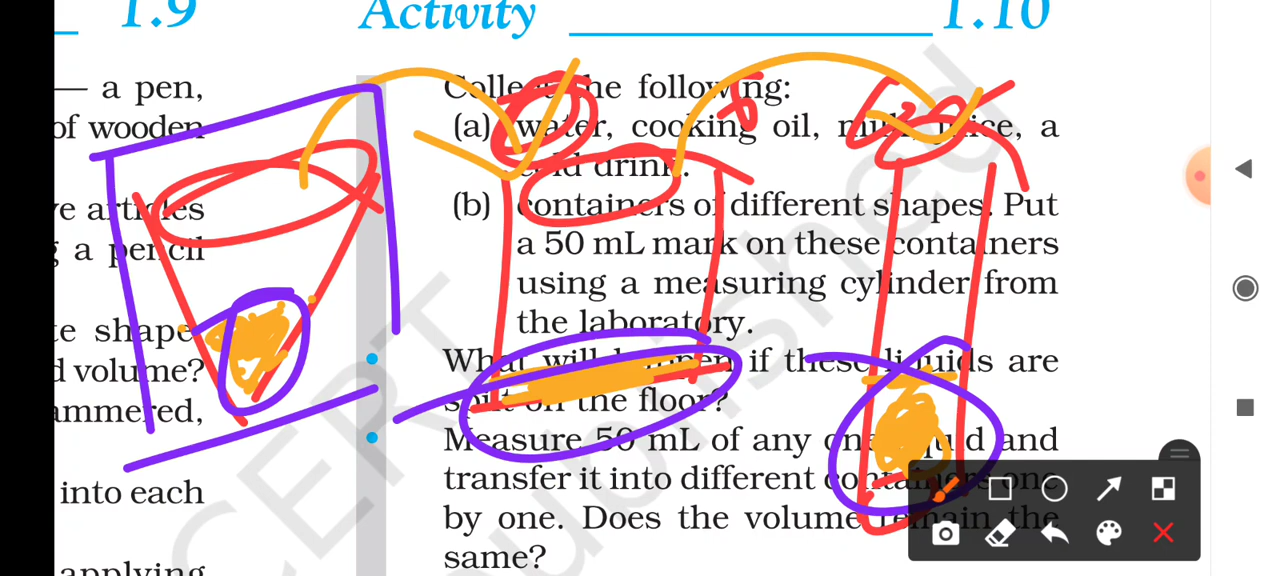 1.9
— a pen,
of wooden
ve articles
g a pencil
te shape
d volume?
ammered,
into each
applying
Activity 1.10
Collect the following:
(a) water, cooking oil, milk, juice, a
cold drink.
(b) containers of different shapes. Put
a 50 mL mark on these containers
using a measuring cylinder from
the laboratory.
• What will happen if these liquids are
spilt on the floor?
• Measure 50 mL of any one liquid and
transfer it into different containers one
by one. Does the volume remain the
same?